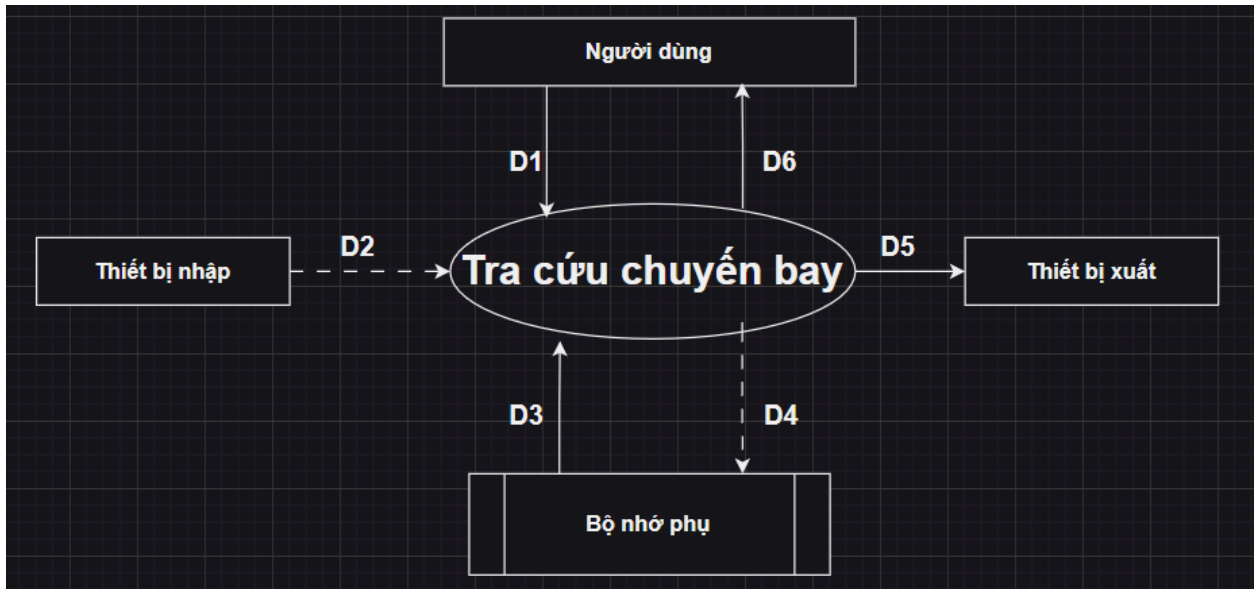 Người dùng
D1
D6
Thiết bị nhập
D2
Tra cứu chuyến bay
D5
Thiết bị xuất
D3
D4
Bộ nhớ phụ